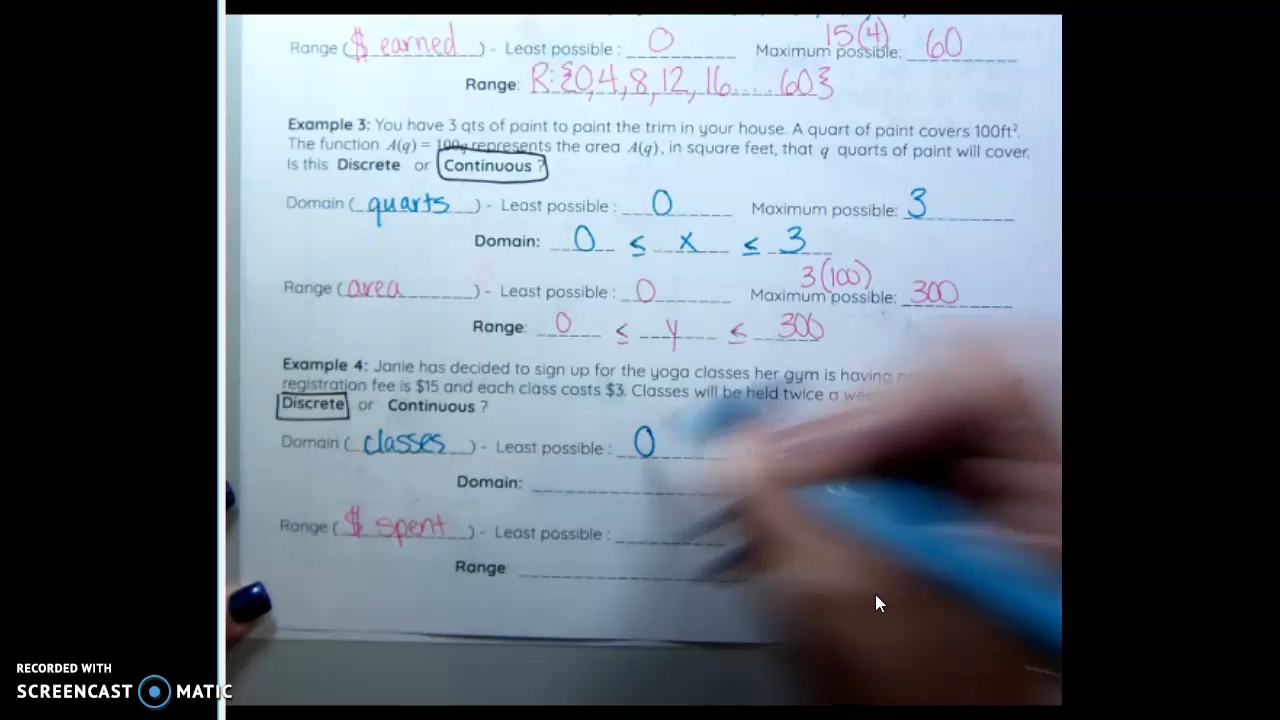 Range ( $ earned ) - Least possible : 0 Maximum possible: 15(4) 60
Range: R: {0,4,8,12,16....60}
Example 3: You have 3 qts of paint to paint the trim in your house. A quart of paint covers 100ft².
The function A(q) = 100q represents the area A(q), in square feet, that q quarts of paint will cover.
Is this Discrete or Continuous ?
Domain ( quarts ) - Least possible : 0 Maximum possible: 3
Domain: 0 ≤ x ≤ 3
3(100)
Range ( area ) - Least possible : 0 Maximum possible: 300
Range: 0 ≤ y ≤ 300
Example 4: Janie has decided to sign up for the yoga classes her gym is having
registration fee is $15 and each class costs $3. Classes will be held twice a
Discrete or Continuous ?
Domain ( classes ) - Least possible : 0
Domain:
Range ( $ spent ) - Least possible :
Range
RECORDED WITH
SCREENCAST MATIC